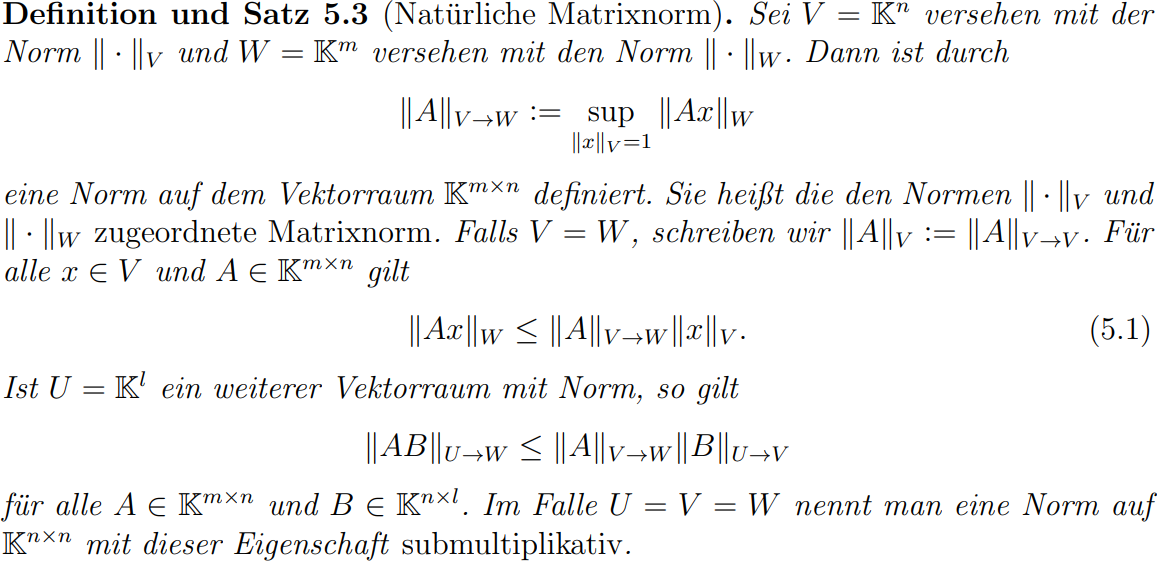 Definition und Satz 5.3 (Natürliche Matrixnorm). Sei V = 𝕂ⁿ versehen mit der
Norm ‖ · ‖_V und W = 𝕂ᵐ versehen mit den Norm ‖ · ‖_W. Dann ist durch
‖A‖_{V→W} := sup_{‖x‖_V=1} ‖Ax‖_W
eine Norm auf dem Vektorraum 𝕂^{m×n} definiert. Sie heißt die den Normen ‖ · ‖_V und
‖ · ‖_W zugeordnete Matrixnorm. Falls V = W, schreiben wir ‖A‖_V := ‖A‖_{V→V}. Für
alle x ∈ V und A ∈ 𝕂^{m×n} gilt
‖Ax‖_W ≤ ‖A‖_{V→W}‖x‖_V. (5.1)
Ist U = 𝕂^l ein weiterer Vektorraum mit Norm, so gilt
‖AB‖_{U→W} ≤ ‖A‖_{V→W}‖B‖_{U→V}
für alle A ∈ 𝕂^{m×n} und B ∈ 𝕂^{n×l}. Im Falle U = V = W nennt man eine Norm auf
𝕂^{n×n} mit dieser Eigenschaft submultiplikativ.